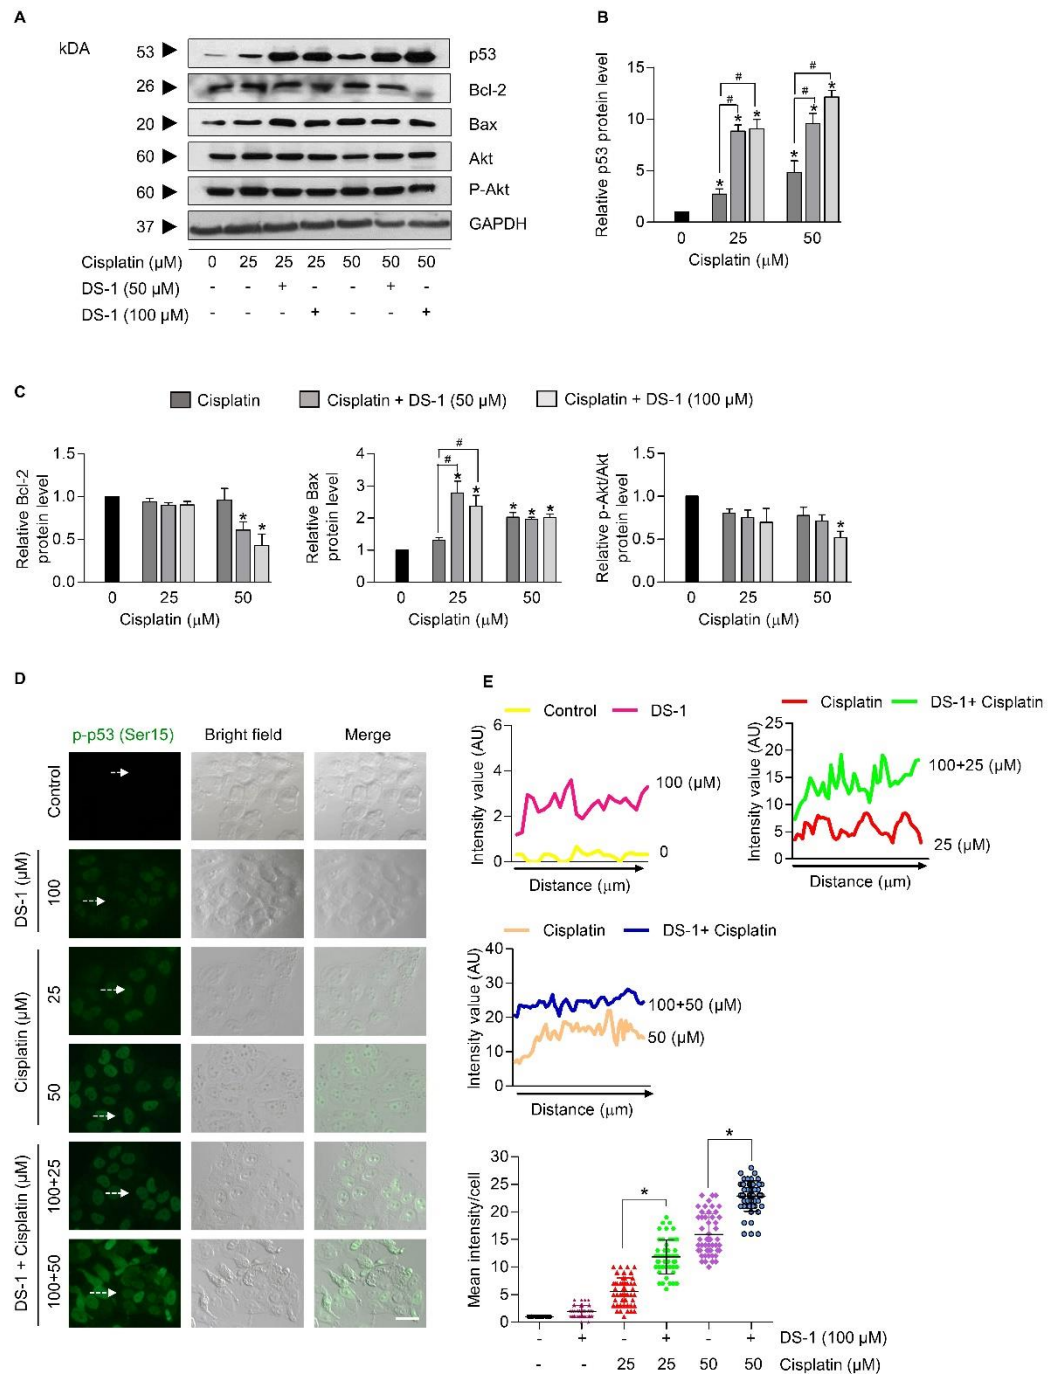 A
kDA
53
p53
26
Bcl-2
20
Bax
60
Akt
60
P-Akt
37
GAPDH
Cisplatin (μM) 0 25 25 25 50 50 50
DS-1 (50 μM) - - + - - + -
DS-1 (100 μM) - - - + - - +
B
Relative p53 protein level
15
10
5
0
* # * # * * # * # *
0 25 50
Cisplatin (μM)
C
Cisplatin
Cisplatin + DS-1 (50 μM)
Cisplatin + DS-1 (100 μM)
Relative Bcl-2
protein level
1.5
1.0
0.5
0.0
* *
0 25 50
Cisplatin (μM)
Relative Bax
protein level
4
3
2
1
0
# # * * * * *
0 25 50
Cisplatin (μM)
Relative p-Akt/Akt
protein level
1.5
1.0
0.5
0.0
*
0 25 50
Cisplatin (μM)
D
p-p53 (Ser15) Bright field Merge
Control
DS-1 (μM)
100
Cisplatin (μM)
25
50
DS-1 + Cisplatin (μM)
100+25
100+50
E
Control DS-1
Intensity value (AU)
6
4
2
0
100 (μM)
0
Distance (μm)
Cisplatin DS-1+ Cisplatin
Intensity value (AU)
25
20
15
10
5
0
100+25 (μM)
25 (μM)
Distance (μm)
Cisplatin DS-1+ Cisplatin
Intensity value (AU)
40
30
20
10
0
100+50 (μM)
50 (μM)
Distance (μm)
Mean intensity/cell
30
25
20
15
10
5
0
* *
- + - + - + DS-1 (100 μM)
- - 25 25 50 50 Cisplatin (μM)